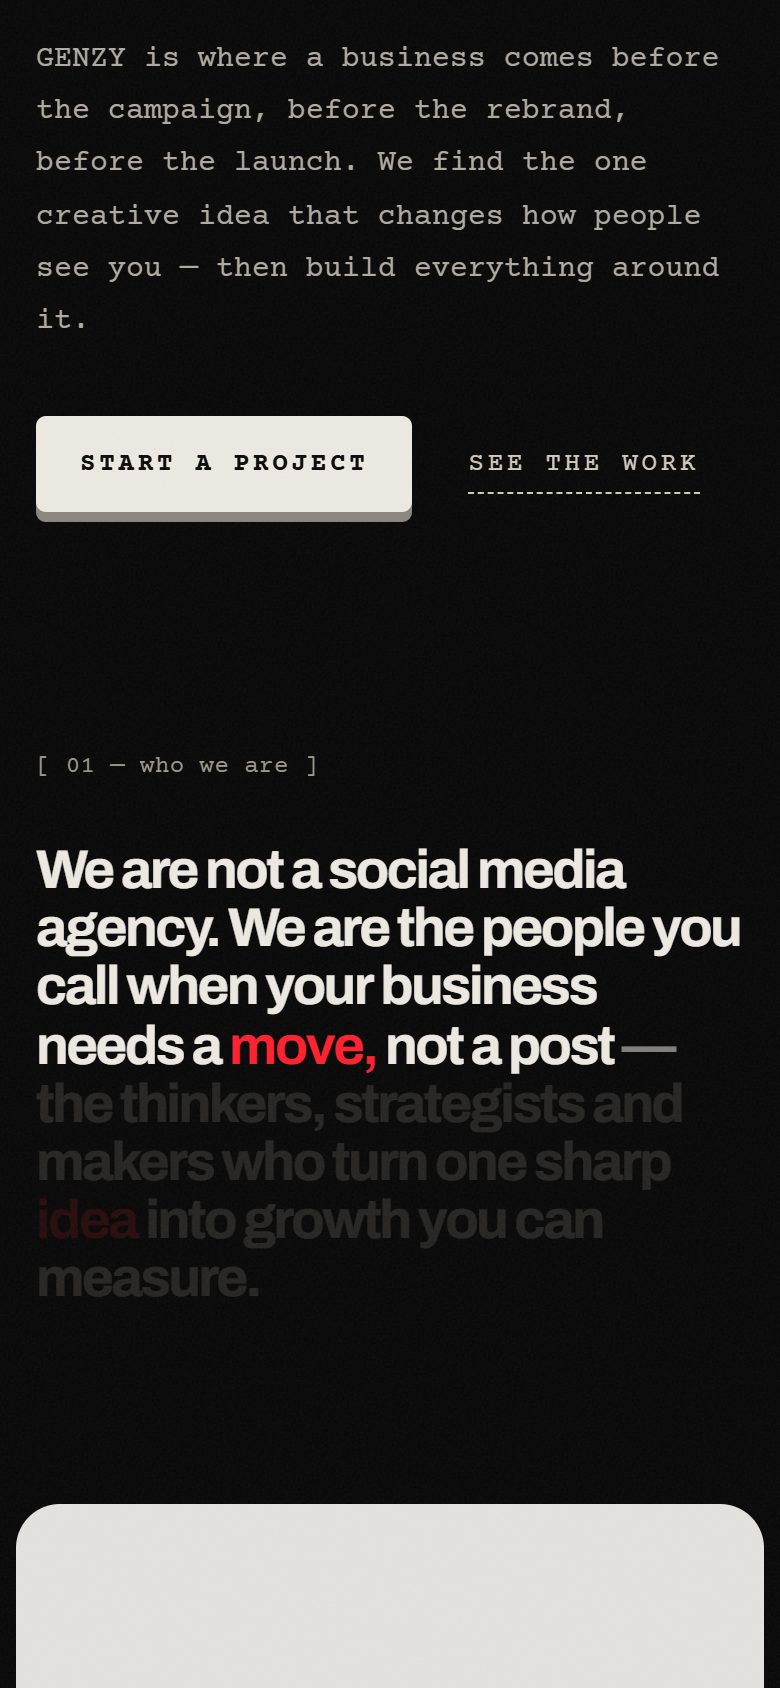 GENZY is where a business comes before
the campaign, before the rebrand,
before the launch. We find the one
creative idea that changes how people
see you — then build everything around
it.
START A PROJECT
SEE THE WORK
[ 01 — who we are ]
We are not a social media
agency. We are the people you
call when your business
needs a move, not a post —
the thinkers, strategists and
makers who turn one sharp
idea into growth you can
measure.